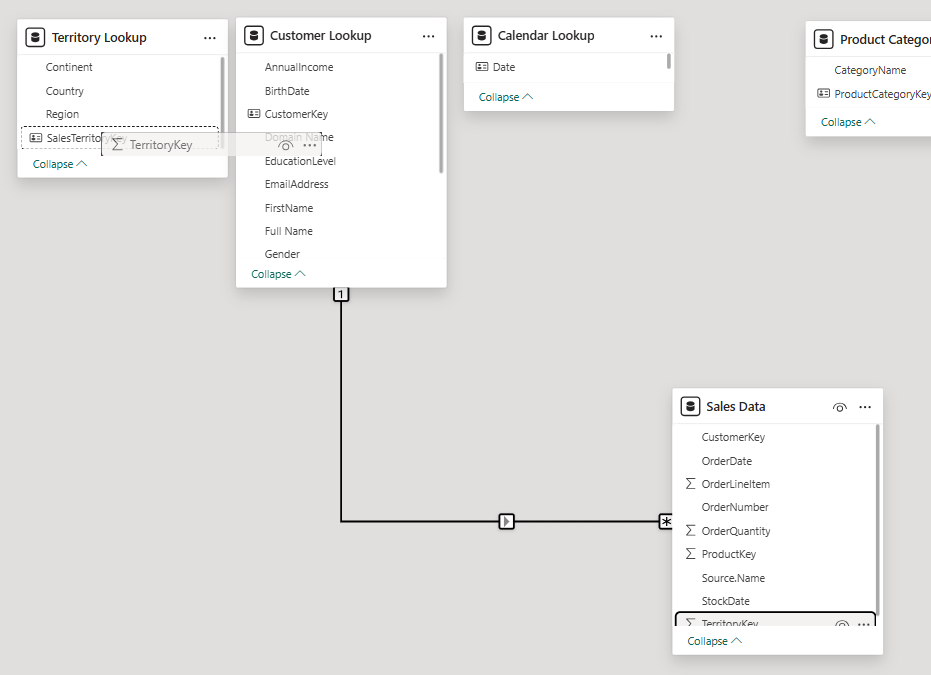 Territory Lookup
Continent
Country
Region
SalesTerritoryKey
Collapse
TerritoryKey
Customer Lookup
AnnualIncome
BirthDate
CustomerKey
Domain Name
EducationLevel
EmailAddress
FirstName
Full Name
Gender
Collapse
Calendar Lookup
Date
Collapse
Product Categor
CategoryName
ProductCategoryKey
Collapse
1
*
Sales Data
CustomerKey
OrderDate
Σ OrderLineItem
OrderNumber
Σ OrderQuantity
Σ ProductKey
Source.Name
StockDate
Σ TerritoryKey
Collapse